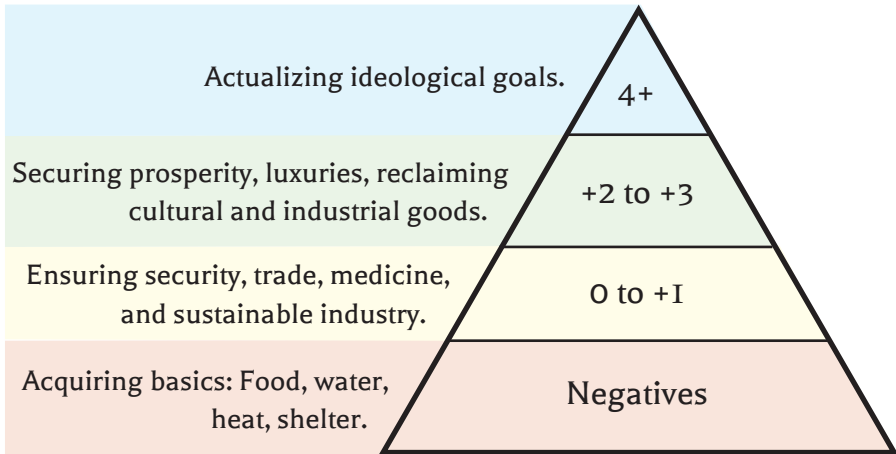 Actualizing ideological goals.
4+
Securing prosperity, luxuries, reclaiming
cultural and industrial goods.
+2 to +3
Ensuring security, trade, medicine,
and sustainable industry.
0 to +1
Acquiring basics: Food, water,
heat, shelter.
Negatives